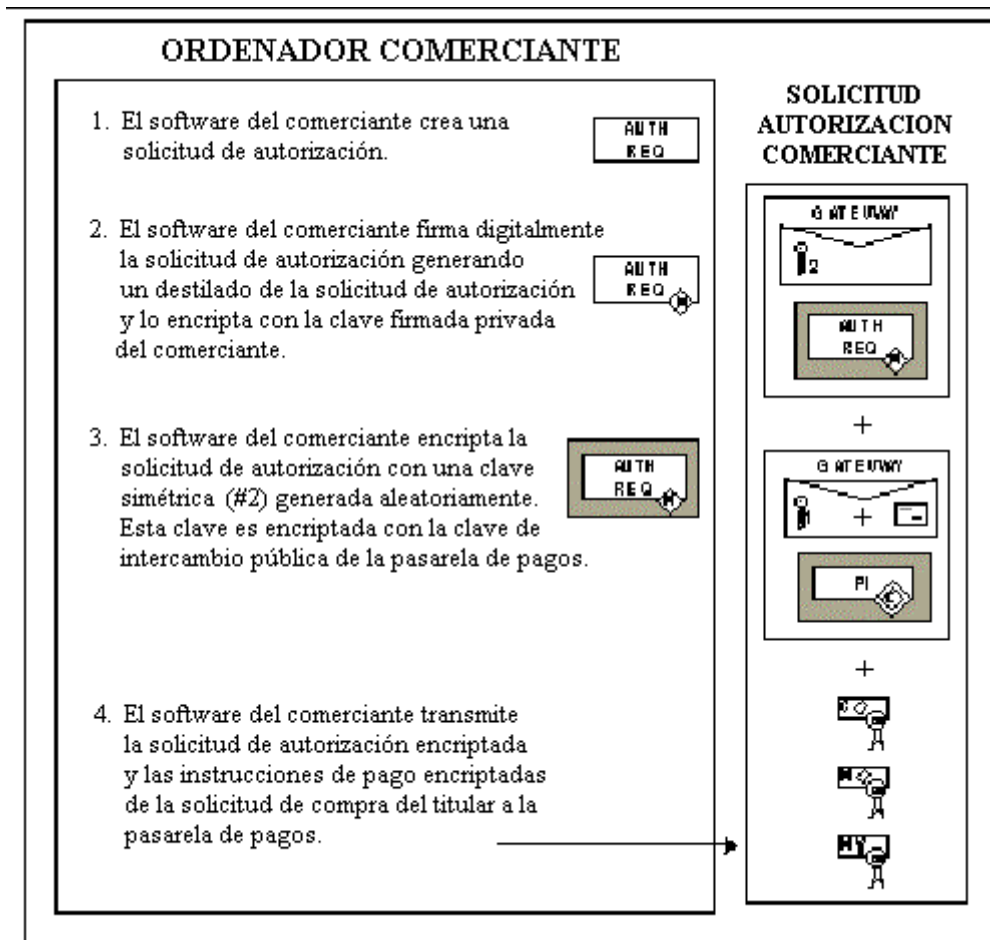 ORDENADOR COMERCIANTE
1. El software del comerciante crea una
solicitud de autorización.
AUTH
REQ
2. El software del comerciante firma digitalmente
la solicitud de autorización generando
un destilado de la solicitud de autorización
y lo encripta con la clave firmada privada
del comerciante.
AUTH
REQ
M
3. El software del comerciante encripta la
solicitud de autorización con una clave
simétrica (#2) generada aleatoriamente.
Esta clave es encriptada con la clave de
intercambio pública de la pasarela de pagos.
AUTH
REQ
M
4. El software del comerciante transmite
la solicitud de autorización encriptada
y las instrucciones de pago encriptadas
de la solicitud de compra del titular a la
pasarela de pagos.
SOLICITUD
AUTORIZACION
COMERCIANTE
GATEWAY
2
AUTH
REQ
M
+
GATEWAY
1 +
PI
C
+
C
M
M